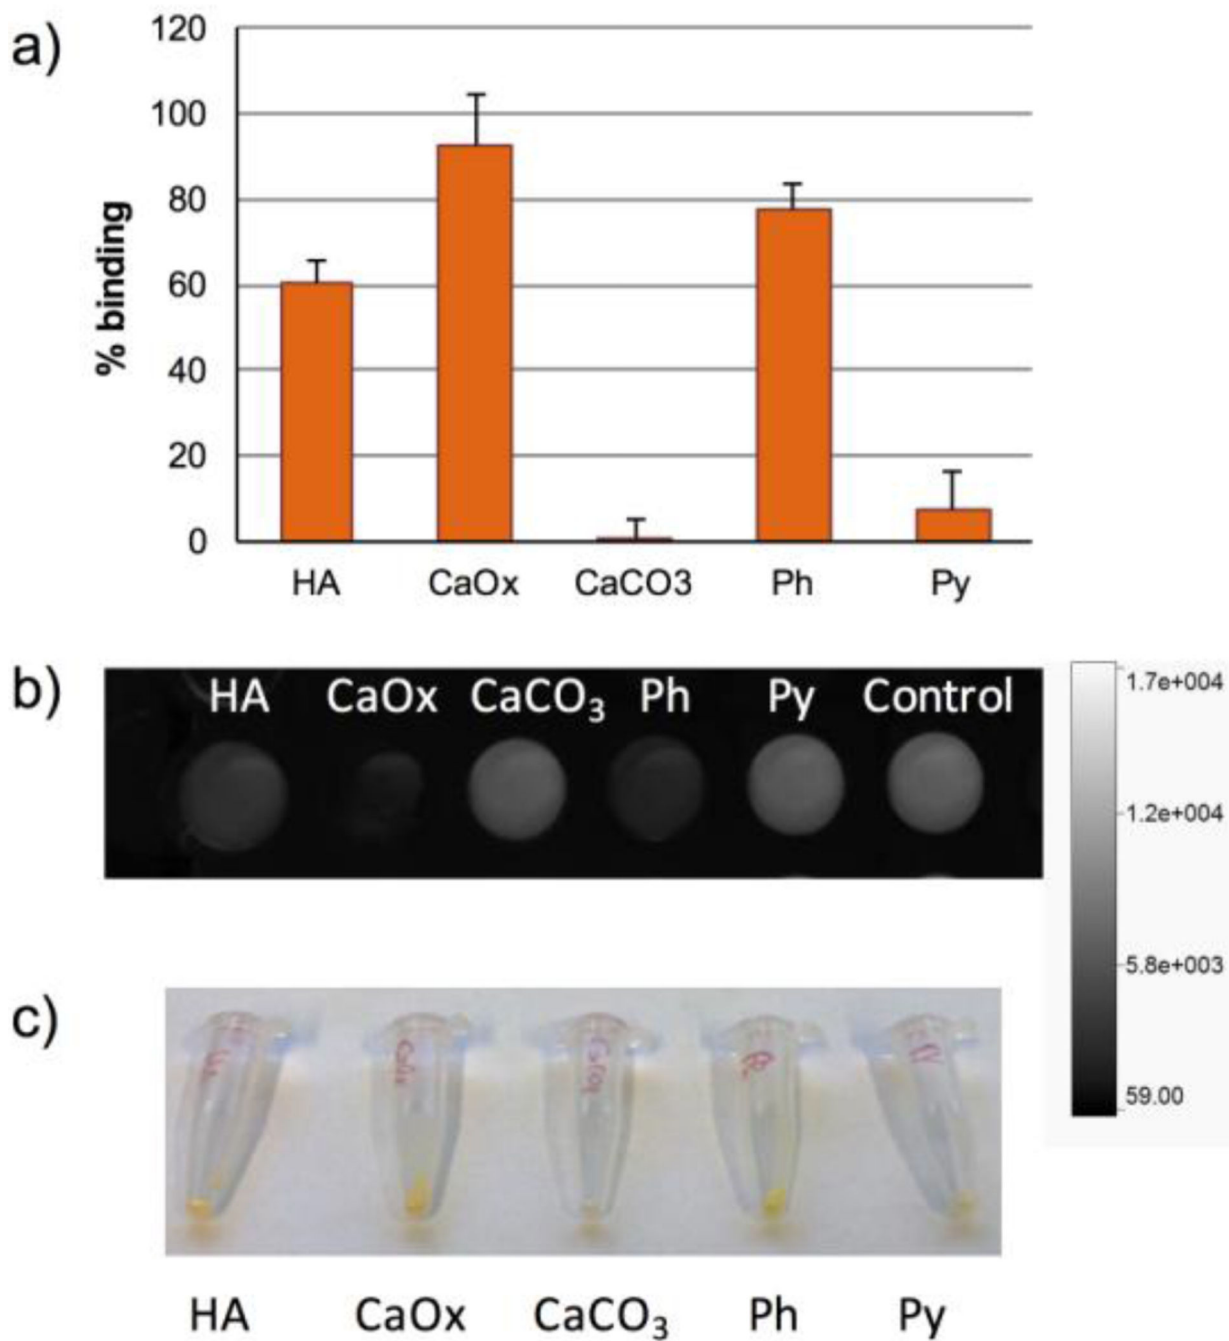 a)
120
100
80
60
40
20
0
% binding
HA CaOx CaCO3 Ph Py
b)
HA CaOx CaCO₃ Ph Py Control
1.7e+004
1.2e+004
5.8e+003
59.00
c)
HA CaOx CaCO₃ Ph Py